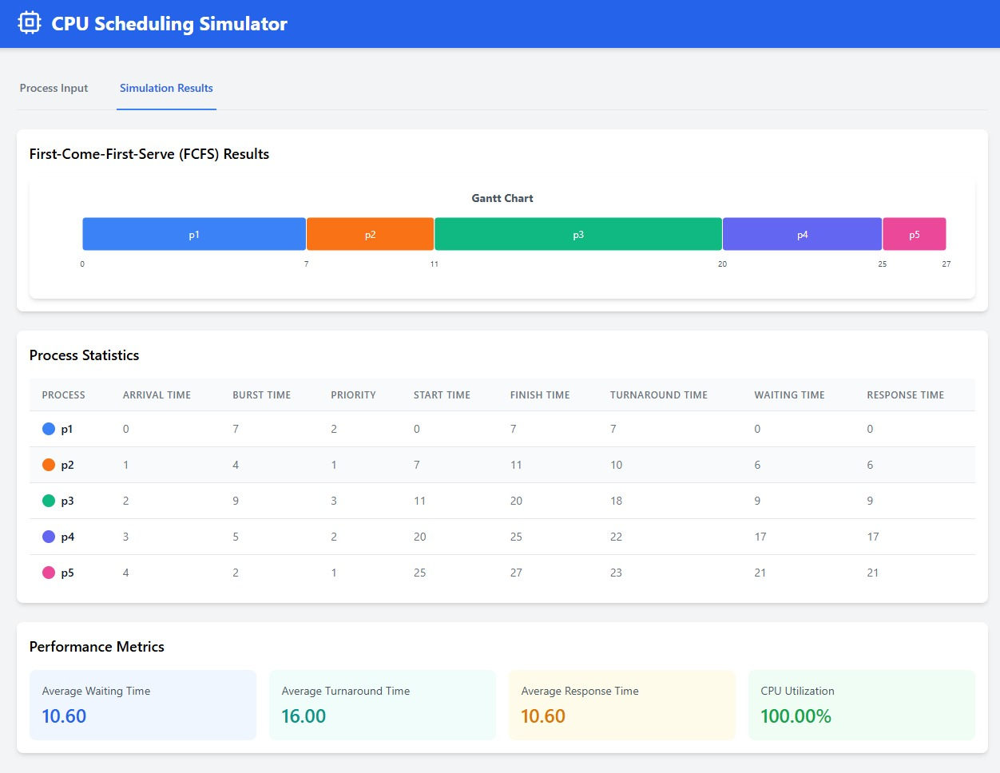 CPU Scheduling Simulator
Process Input Simulation Results
First-Come-First-Serve (FCFS) Results
Gantt Chart
p1 p2 p3 p4 p5
0 7 11 20 25 27
Process Statistics
PROCESS ARRIVAL TIME BURST TIME PRIORITY START TIME FINISH TIME TURNAROUND TIME WAITING TIME RESPONSE TIME
p1 0 7 2 0 7 7 0 0
p2 1 4 1 7 11 10 6 6
p3 2 9 3 11 20 18 9 9
p4 3 5 2 20 25 22 17 17
p5 4 2 1 25 27 23 21 21
Performance Metrics
Average Waiting Time Average Turnaround Time Average Response Time CPU Utilization
10.60 16.00 10.60 100.00%